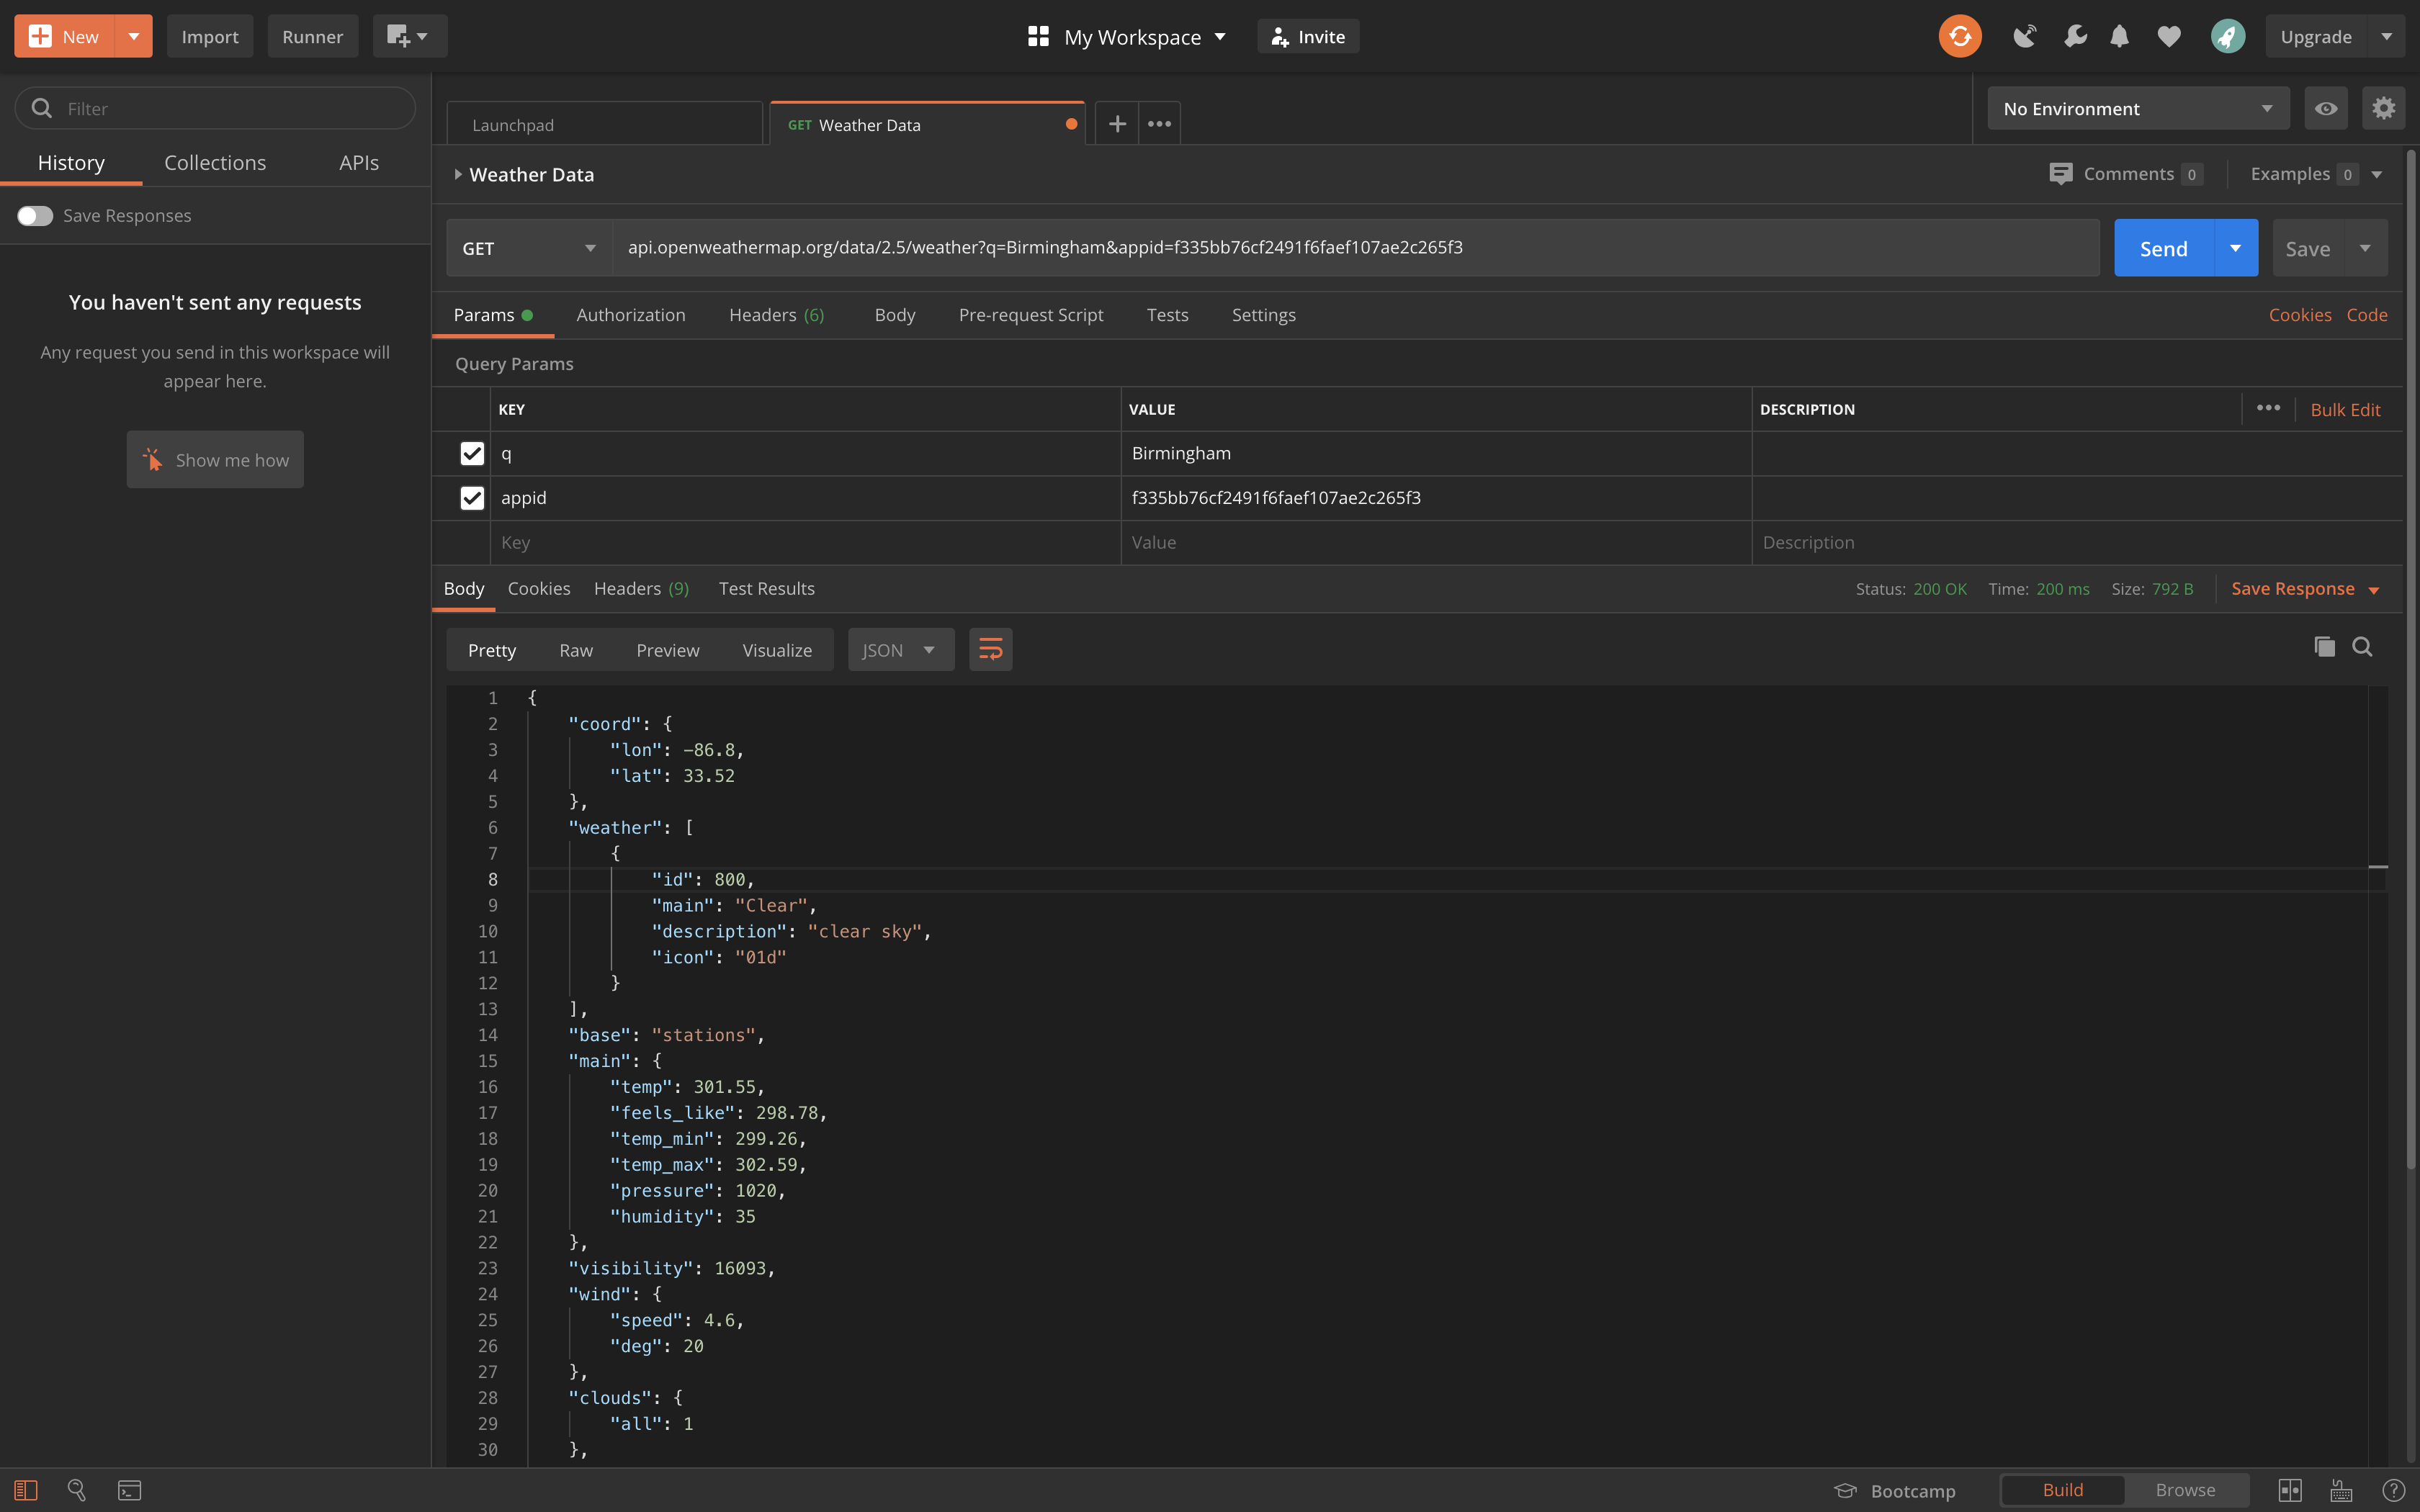 New
Import
Runner
My Workspace
Invite
Upgrade
Filter
History
Collections
APIs
Save Responses
You haven't sent any requests
Any request you send in this workspace will
appear here.
Show me how
Launchpad
GET Weather Data
No Environment
Weather Data
Comments 0
Examples 0
GET
api.openweathermap.org/data/2.5/weather?q=Birmingham&appid=f335bb76cf2491f6faef107ae2c265f3
Send
Save
Params
Authorization
Headers (6)
Body
Pre-request Script
Tests
Settings
Cookies
Code
Query Params
KEY VALUE DESCRIPTION
Bulk Edit
q Birmingham
appid f335bb76cf2491f6faef107ae2c265f3
Key Value Description
Body
Cookies
Headers (9)
Test Results
Status: 200 OK
Time: 200 ms
Size: 792 B
Save Response
Pretty
Raw
Preview
Visualize
JSON
1 {
2 "coord": {
3 "lon": -86.8,
4 "lat": 33.52
5 },
6 "weather": [
7 {
8 "id": 800,
9 "main": "Clear",
10 "description": "clear sky",
11 "icon": "01d"
12 }
13 ],
14 "base": "stations",
15 "main": {
16 "temp": 301.55,
17 "feels_like": 298.78,
18 "temp_min": 299.26,
19 "temp_max": 302.59,
20 "pressure": 1020,
21 "humidity": 35
22 },
23 "visibility": 16093,
24 "wind": {
25 "speed": 4.6,
26 "deg": 20
27 },
28 "clouds": {
29 "all": 1
30 },
Bootcamp
Build
Browse